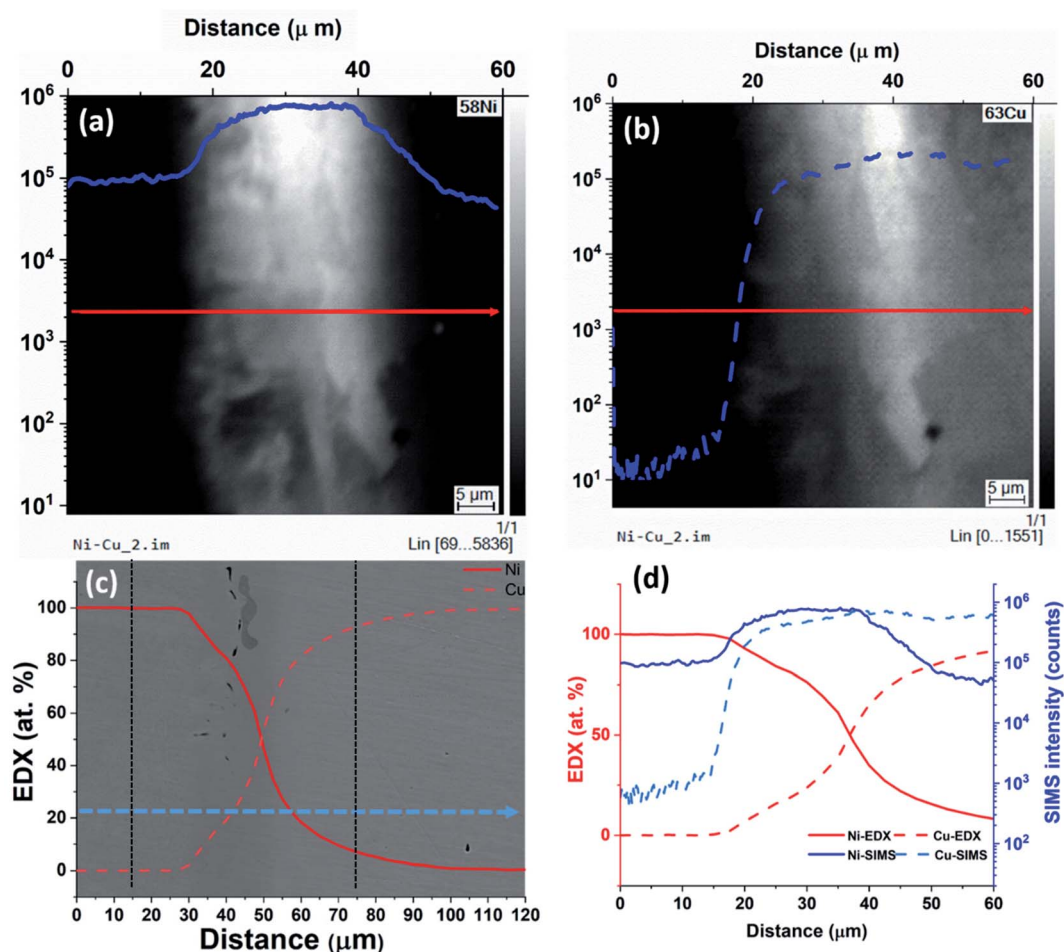 Distance (μ m)
0 20 40 60
(a)
58Ni
10⁶
10⁵
10⁴
10³
10²
10¹
5 μm
1/1
Ni-Cu_2.im
Lin [69...5836]
Distance (μ m)
0 20 40 60
(b)
63Cu
10⁶
10⁵
10⁴
10³
10²
10¹
5 μm
1/1
Ni-Cu_2.im
Lin [0...1551]
(c)
Ni
Cu
EDX (at. %)
100
80
60
40
20
0
0 10 20 30 40 50 60 70 80 90 100 110 120
Distance (μm)
(d)
EDX (at. %)
100
50
0
SIMS intensity (counts)
10⁶
10⁵
10⁴
10³
10²
Ni-EDX Cu-EDX
Ni-SIMS Cu-SIMS
0 10 20 30 40 50 60
Distance (μm)